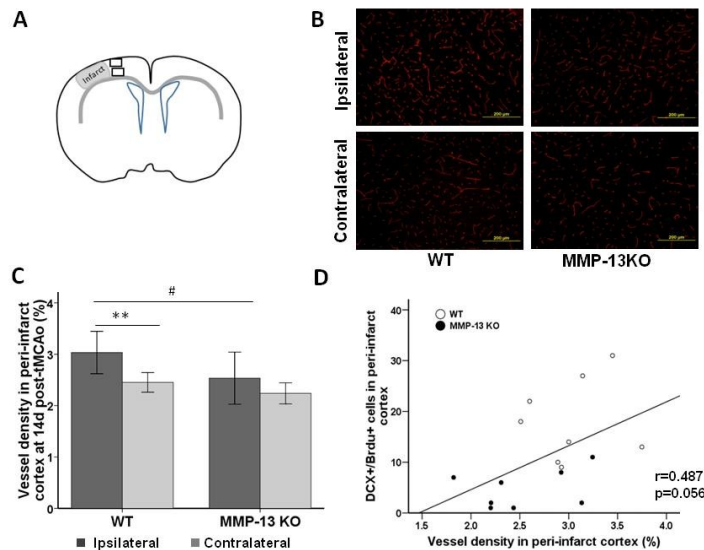 A
Infarct
B
Ipsilateral
Contralateral
200 µm
200 µm
200 µm
200 µm
WT
MMP-13KO
C
Vessel density in peri-infarct
cortex at 14d post-tMCAo (%)
4
3
2
1
0
**
#
WT
MMP-13 KO
Ipsilateral
Contralateral
D
DCX+/Brdu+ cells in peri-infarct
cortex
40
30
20
10
0
WT
MMP-13 KO
r=0.487
p=0.056
1.5
2.0
2.5
3.0
3.5
4.0
Vessel density in peri-infarct cortex (%)